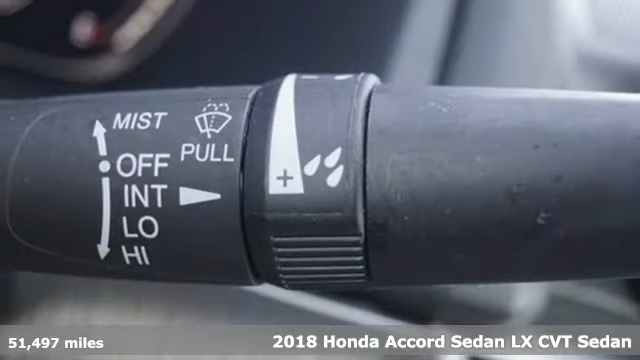 MIST
PULL
OFF
INT
LO
HI
+
51,497 miles
2018 Honda Accord Sedan LX CVT Sedan